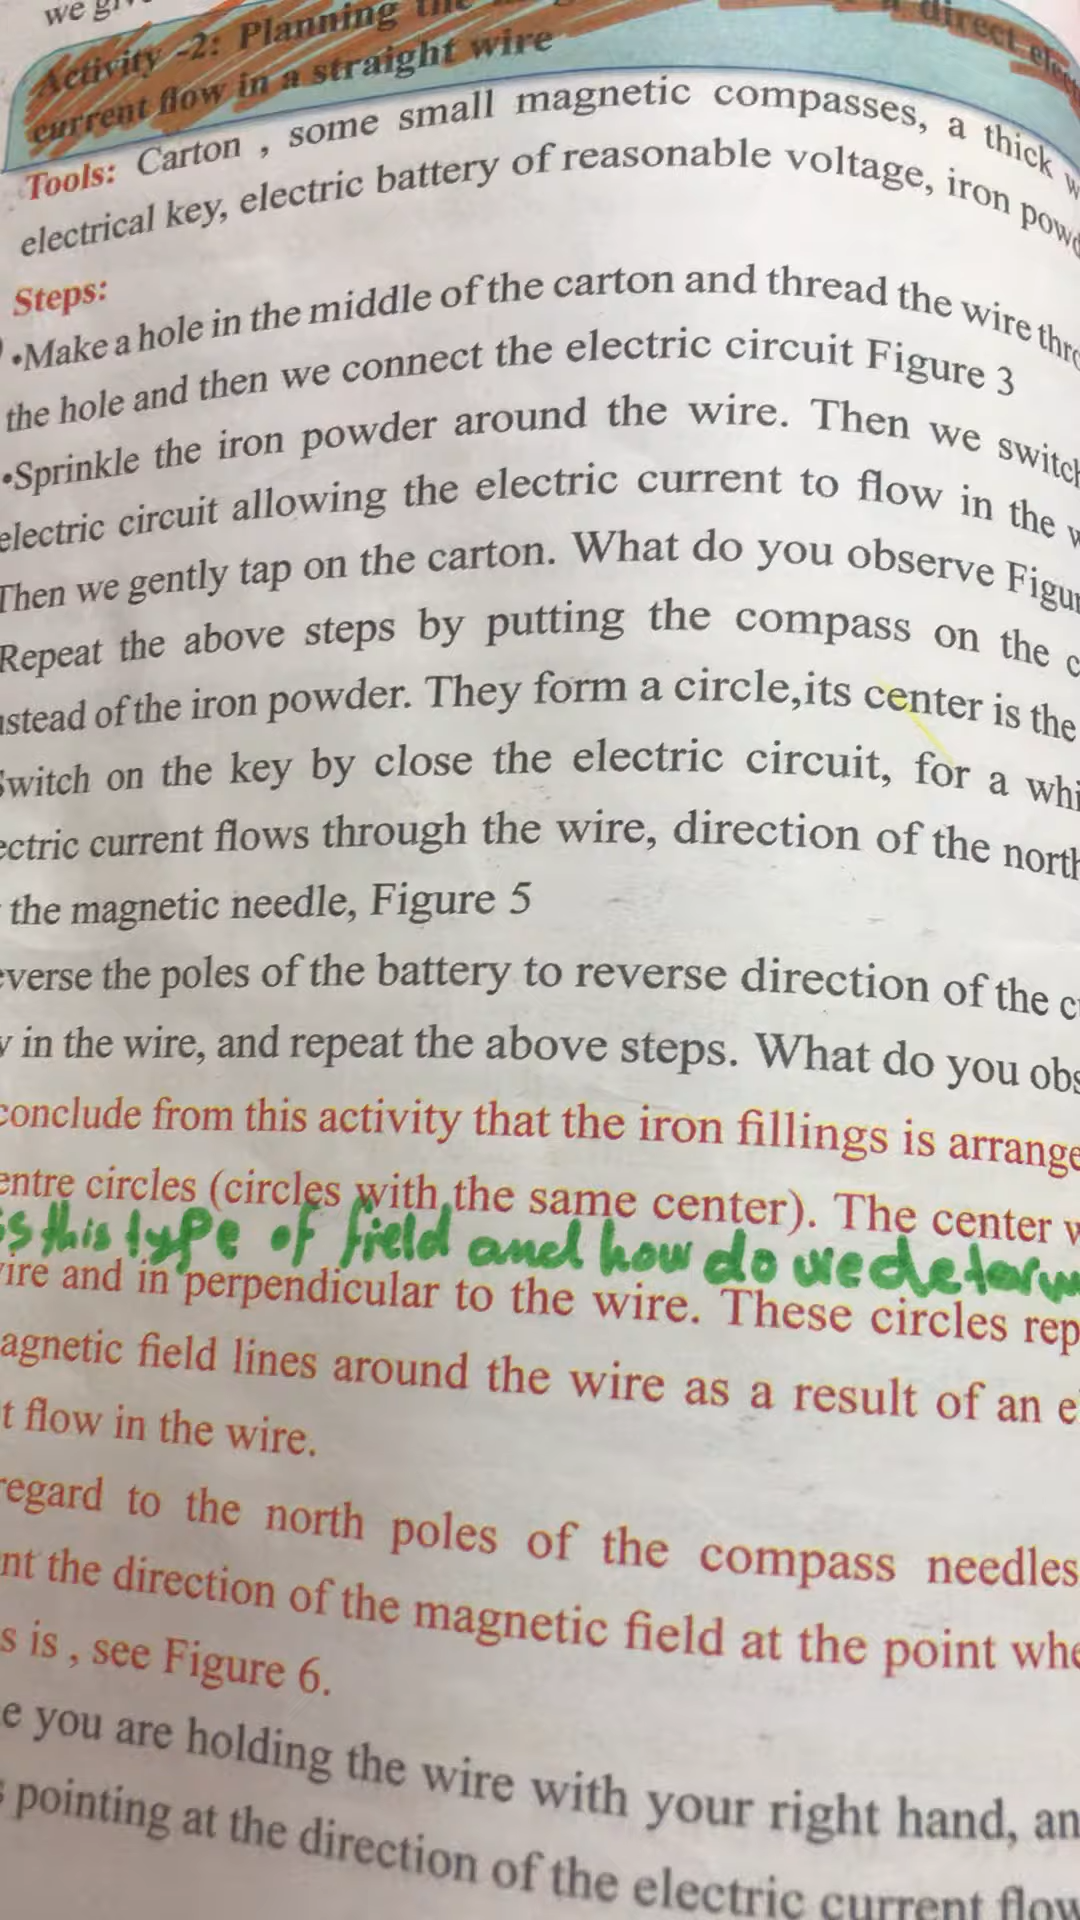 we
Activity -2: Planning the direct
current flow in a straight wire
Tools: Carton , some small magnetic compasses, a thick
electrical key, electric battery of reasonable voltage, iron
Steps:
•Make a hole in the middle of the carton and thread the wire
the hole and then we connect the electric circuit Figure 3
•Sprinkle the iron powder around the wire. Then we switch
electric circuit allowing the electric current to flow in the
Then we gently tap on the carton. What do you observe
Repeat the above steps by putting the compass on the
of the iron powder. They form a circle,its center is the
Switch on the key by close the electric circuit, for a
current flows through the wire, direction of the north
the magnetic needle, Figure 5
the poles of the battery to reverse direction of the
in the wire, and repeat the above steps. What do you
conclude from this activity that the iron fillings is
circles (circles with the same center). The center
is this type of field and how do we
and in perpendicular to the wire. These circles
field lines around the wire as a result of an
flow in the wire.
regard to the north poles of the compass needles
the direction of the magnetic field at the point
is , see Figure 6.
you are holding the wire with your right hand,
pointing at the direction of the electric current